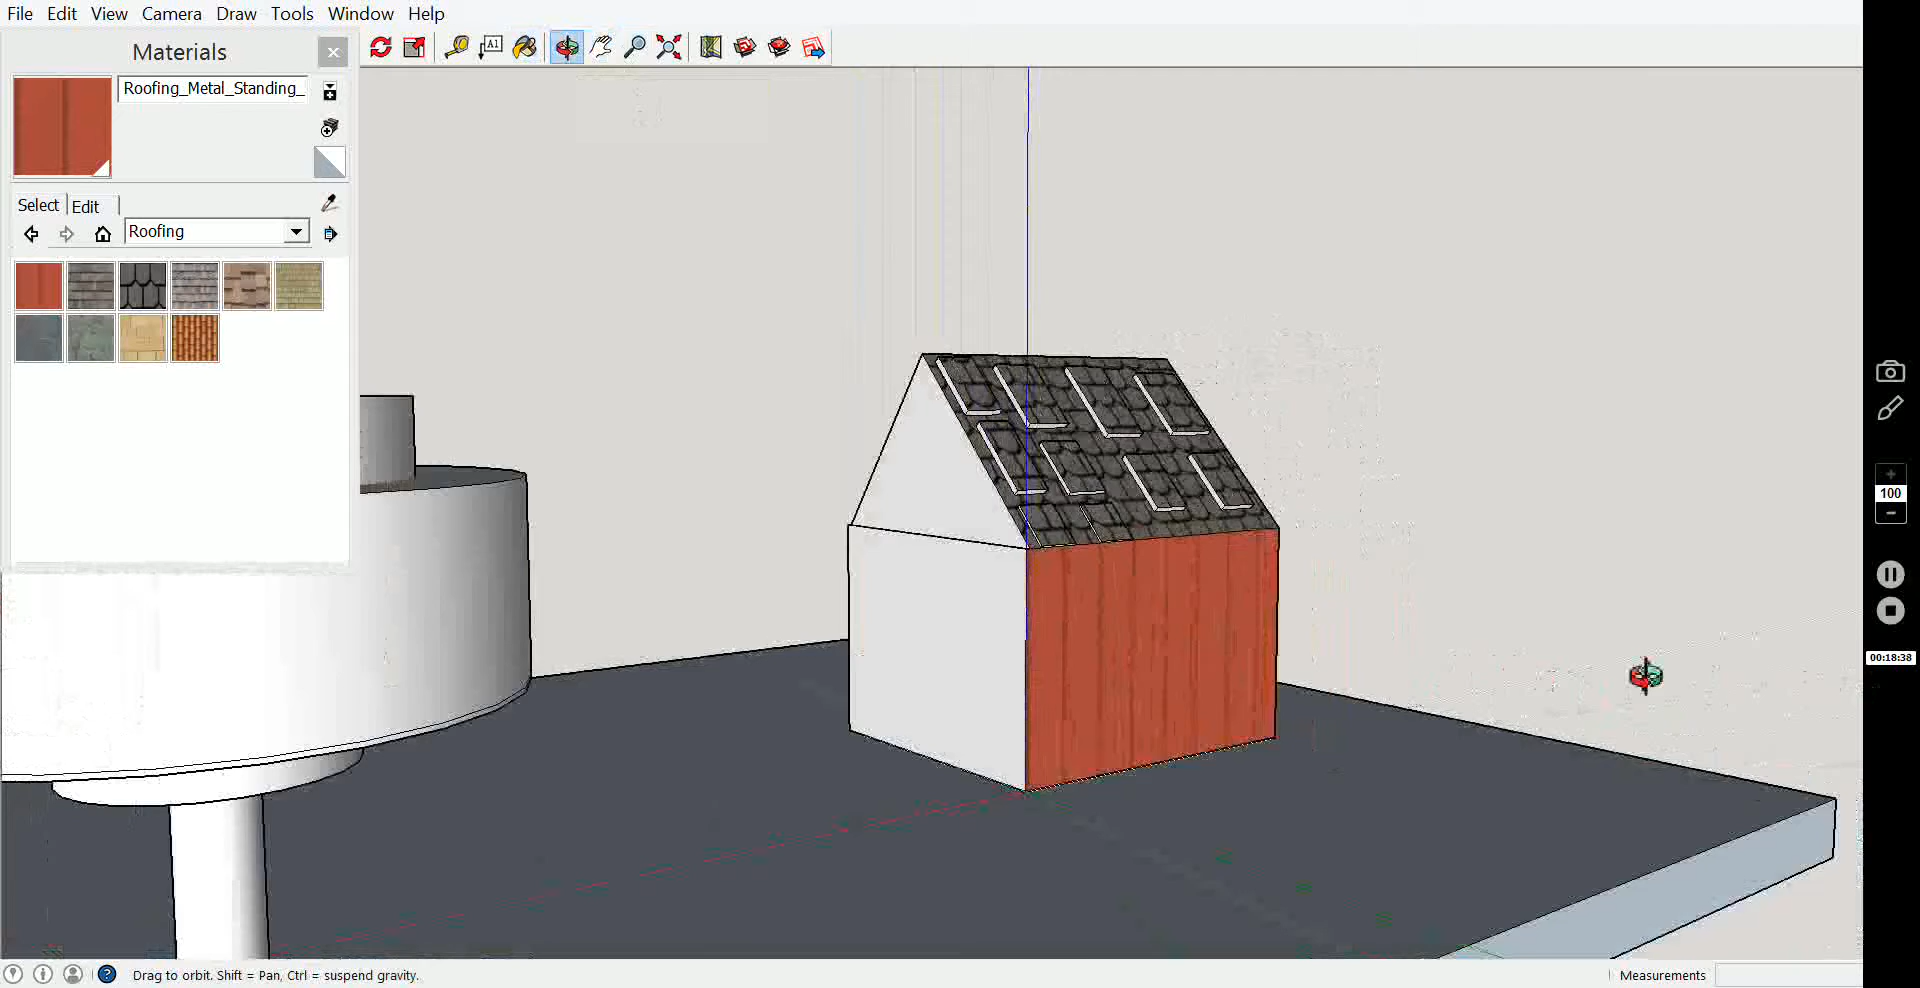 File Edit View Camera Draw Tools Window Help
Materials
A1
Roofing_Metal_Standing_
Select Edit
Roofing
100
00:18:38
Drag to orbit. Shift = Pan, Ctrl = suspend gravity.
Measurements